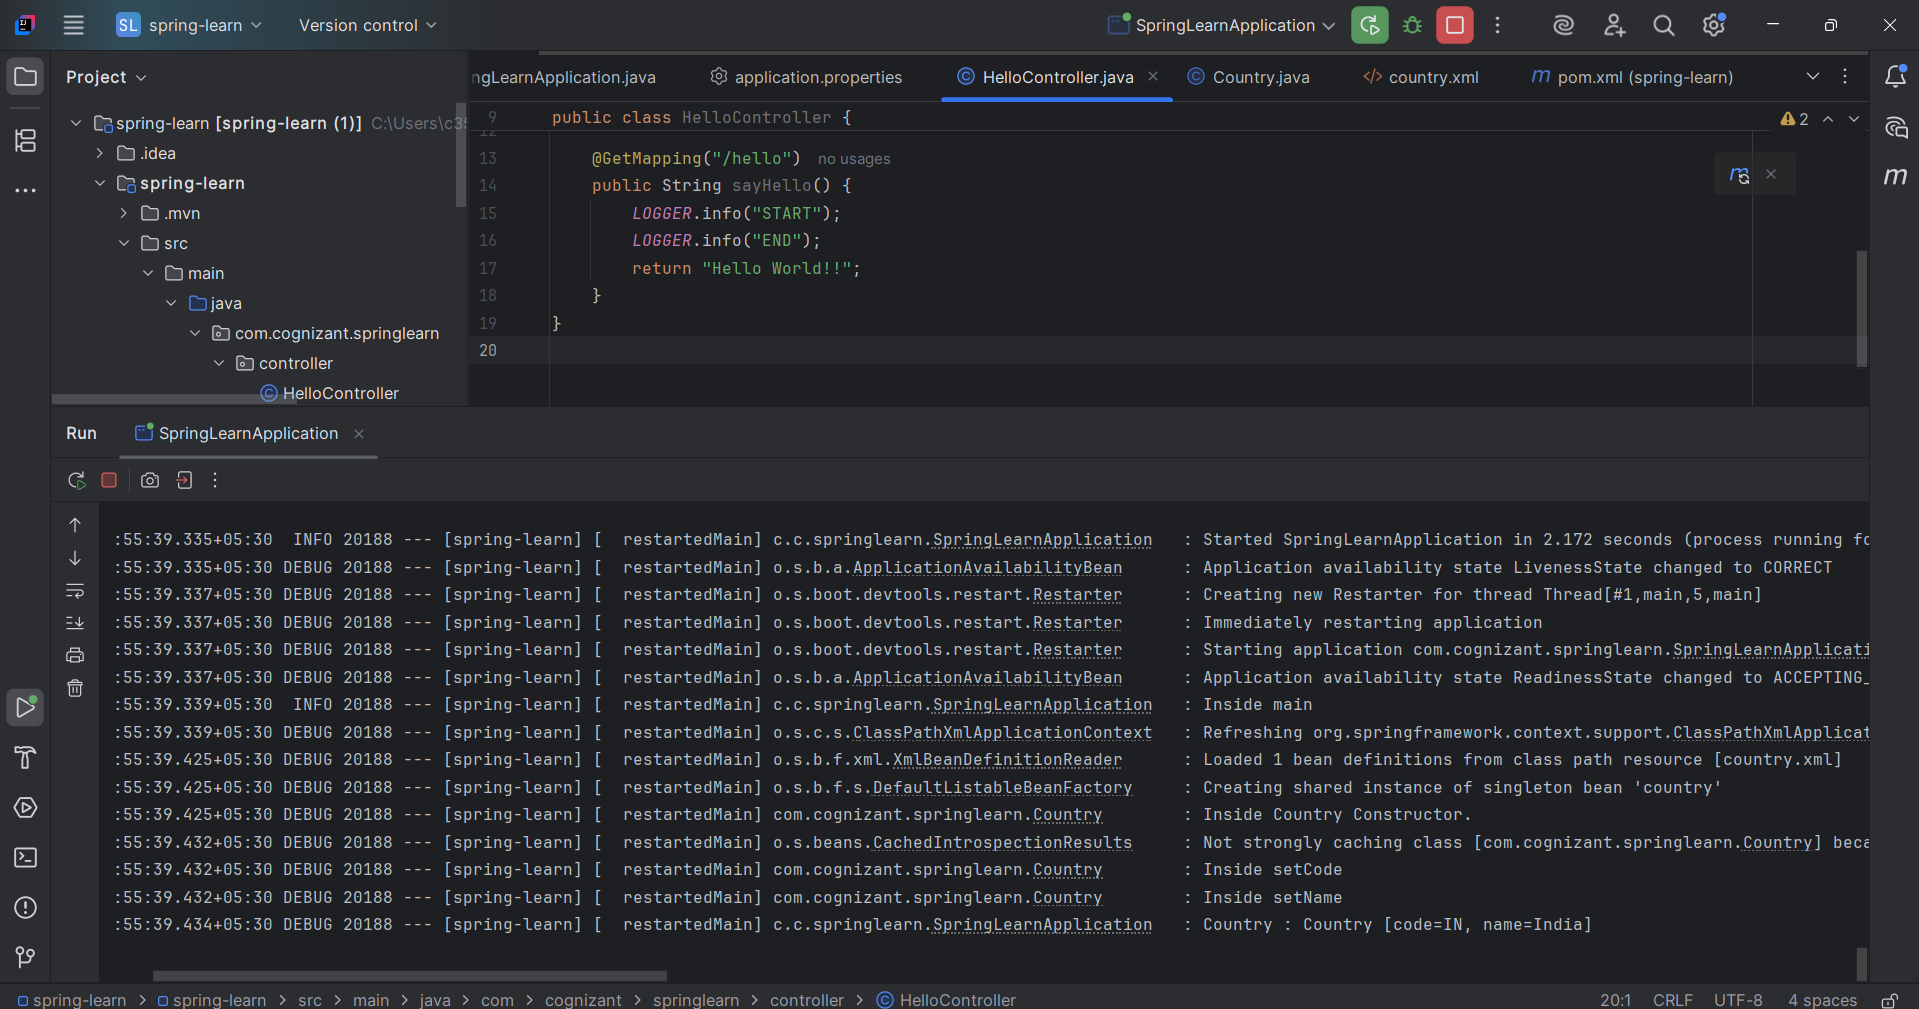 SL spring-learn Version control SpringLearnApplication
Project
spring-learn [spring-learn (1)] C:\Users\c35
.idea
spring-learn
.mvn
src
main
java
com.cognizant.springlearn
controller
HelloController
ngLearnApplication.java application.properties HelloController.java Country.java country.xml pom.xml (spring-learn)
9 public class HelloController {
2
12
13 @GetMapping("/hello") no usages
14 public String sayHello() {
15 LOGGER.info("START");
16 LOGGER.info("END");
17 return "Hello World!!";
18 }
19 }
20
Run SpringLearnApplication
:55:39.335+05:30  INFO 20188 --- [spring-learn] [  restartedMain] c.c.springlearn.SpringLearnApplication : Started SpringLearnApplication in 2.172 seconds (process running fo
:55:39.335+05:30 DEBUG 20188 --- [spring-learn] [  restartedMain] o.s.b.a.ApplicationAvailabilityBean : Application availability state LivenessState changed to CORRECT
:55:39.337+05:30 DEBUG 20188 --- [spring-learn] [  restartedMain] o.s.boot.devtools.restart.Restarter : Creating new Restarter for thread Thread[#1,main,5,main]
:55:39.337+05:30 DEBUG 20188 --- [spring-learn] [  restartedMain] o.s.boot.devtools.restart.Restarter : Immediately restarting application
:55:39.337+05:30 DEBUG 20188 --- [spring-learn] [  restartedMain] o.s.boot.devtools.restart.Restarter : Starting application com.cognizant.springlearn.SpringLearnApplicati
:55:39.337+05:30 DEBUG 20188 --- [spring-learn] [  restartedMain] o.s.b.a.ApplicationAvailabilityBean : Application availability state ReadinessState changed to ACCEPTING_
:55:39.339+05:30  INFO 20188 --- [spring-learn] [  restartedMain] c.c.springlearn.SpringLearnApplication : Inside main
:55:39.339+05:30 DEBUG 20188 --- [spring-learn] [  restartedMain] o.s.c.s.ClassPathXmlApplicationContext : Refreshing org.springframework.context.support.ClassPathXmlApplicat
:55:39.425+05:30 DEBUG 20188 --- [spring-learn] [  restartedMain] o.s.b.f.xml.XmlBeanDefinitionReader : Loaded 1 bean definitions from class path resource [country.xml]
:55:39.425+05:30 DEBUG 20188 --- [spring-learn] [  restartedMain] o.s.b.f.s.DefaultListableBeanFactory : Creating shared instance of singleton bean 'country'
:55:39.425+05:30 DEBUG 20188 --- [spring-learn] [  restartedMain] com.cognizant.springlearn.Country : Inside Country Constructor.
:55:39.432+05:30 DEBUG 20188 --- [spring-learn] [  restartedMain] o.s.beans.CachedIntrospectionResults : Not strongly caching class [com.cognizant.springlearn.Country] beca
:55:39.432+05:30 DEBUG 20188 --- [spring-learn] [  restartedMain] com.cognizant.springlearn.Country : Inside setCode
:55:39.432+05:30 DEBUG 20188 --- [spring-learn] [  restartedMain] com.cognizant.springlearn.Country : Inside setName
:55:39.434+05:30 DEBUG 20188 --- [spring-learn] [  restartedMain] c.c.springlearn.SpringLearnApplication : Country : Country [code=IN, name=India]
spring-learn > spring-learn > src > main > java > com > cognizant > springlearn > controller > HelloController 20:1 CRLF UTF-8 4 spaces